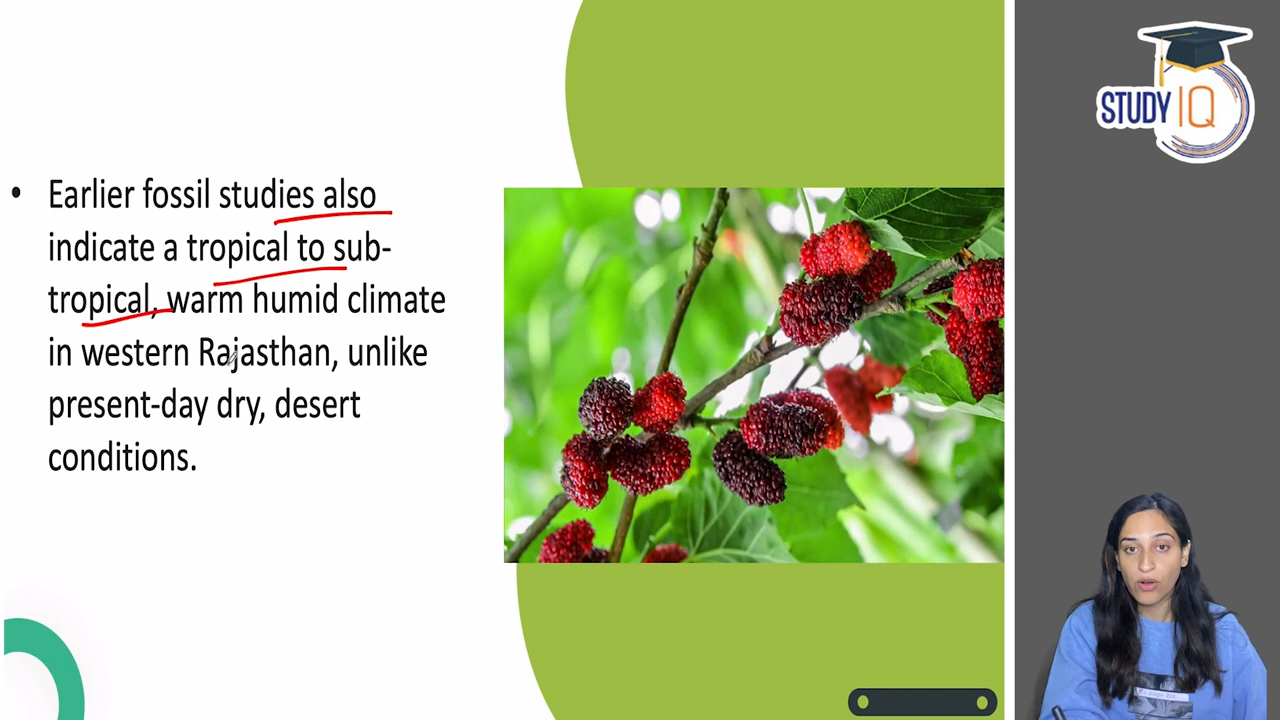 STUDY IQ
• Earlier fossil studies also
indicate a tropical to sub-
tropical, warm humid climate
in western Rajasthan, unlike
present-day dry, desert
conditions.